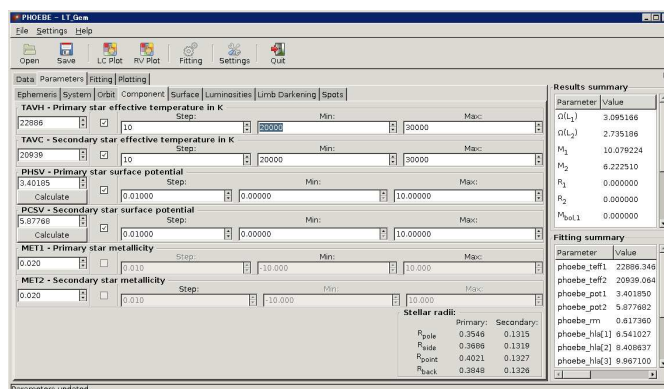 PHOEBE - LT_Gem
File Settings Help
Open Save LC Plot RV Plot Fitting Settings Quit
Data Parameters Fitting Plotting
Ephemeris System Orbit Component Surface Luminosities Limb Darkening Spots
TAVH - Primary star effective temperature in K
Step: Min: Max:
22886 10 20000 30000
TAVC - Secondary star effective temperature in K
Step: Min: Max:
20939 10 20000 30000
PHSV - Primary star surface potential
3.40185 Step: Min: Max:
Calculate 0.01000 0.00000 10.00000
PCSV - Secondary star surface potential
5.87768 Step: Min: Max:
Calculate 0.01000 0.00000 10.00000
MET1 - Primary star metallicity
Step: Min: Max:
0.020 0.010 -10.000 10.000
MET2 - Secondary star metallicity
Step: Min: Max:
0.020 0.010 -10.000 10.000
Stellar radii:
Primary: Secondary:
Rpole 0.3546 0.1315
Rside 0.3686 0.1319
Rpoint 0.4021 0.1327
Rback 0.3848 0.1326
Results summary
Parameter Value
Ω(L1) 3.095166
Ω(L2) 2.735186
M1 10.079224
M2 6.222510
R1 0.000000
R2 0.000000
Mbol,1 0.000000
Fitting summary
Parameter Value
phoebe_teff1 22886.346
phoebe_teff2 20939.064
phoebe_pot1 3.401850
phoebe_pot2 5.877682
phoebe_rm 0.617360
phoebe_hla[1] 6.541027
phoebe_hla[2] 8.408637
phoebe_hla[3] 9.967100
Parameters updated